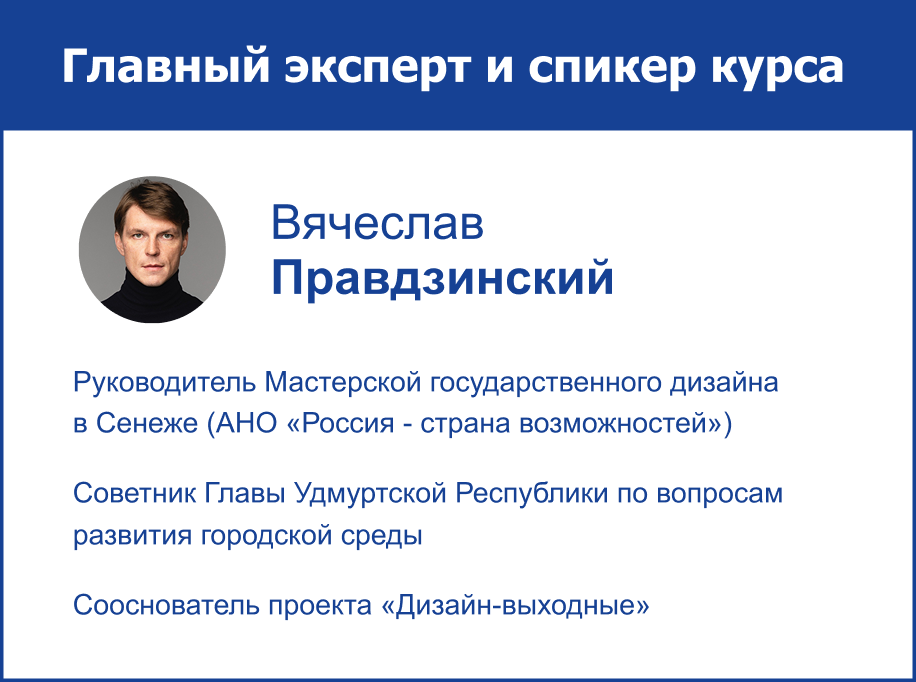 Главный эксперт и спикер курса
Вячеслав
Правдзинский
Руководитель Мастерской государственного дизайна
в Сенеже (АНО «Россия - страна возможностей»)
Советник Главы Удмуртской Республики по вопросам
развития городской среды
Сооснователь проекта «Дизайн-выходные»